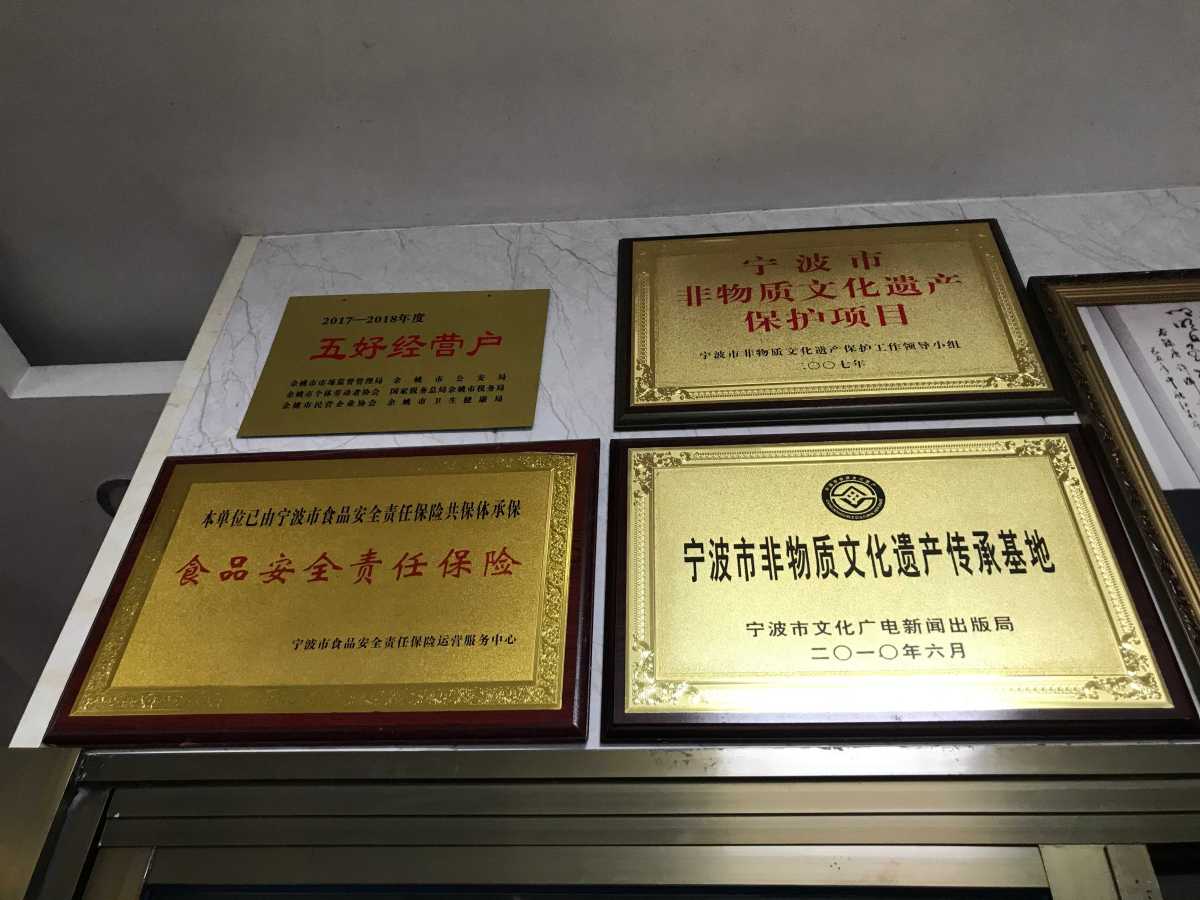 2017—2018年度
五好经营户
余姚市市场监督管理局 余姚市公安局
余姚市个体劳动者协会 国家税务总局余姚市税务局
余姚市民营企业协会 余姚市卫生健康局
宁波市
非物质文化遗产
保护项目
宁波市非物质文化遗产保护工作领导小组
二〇〇七年
本单位已由宁波市食品安全责任保险共保体承保
食品安全责任保险
宁波市食品安全责任保险运营服务中心
宁波市非物质文化遗产传承基地
宁波市文化广电新闻出版局
二〇一〇年六月